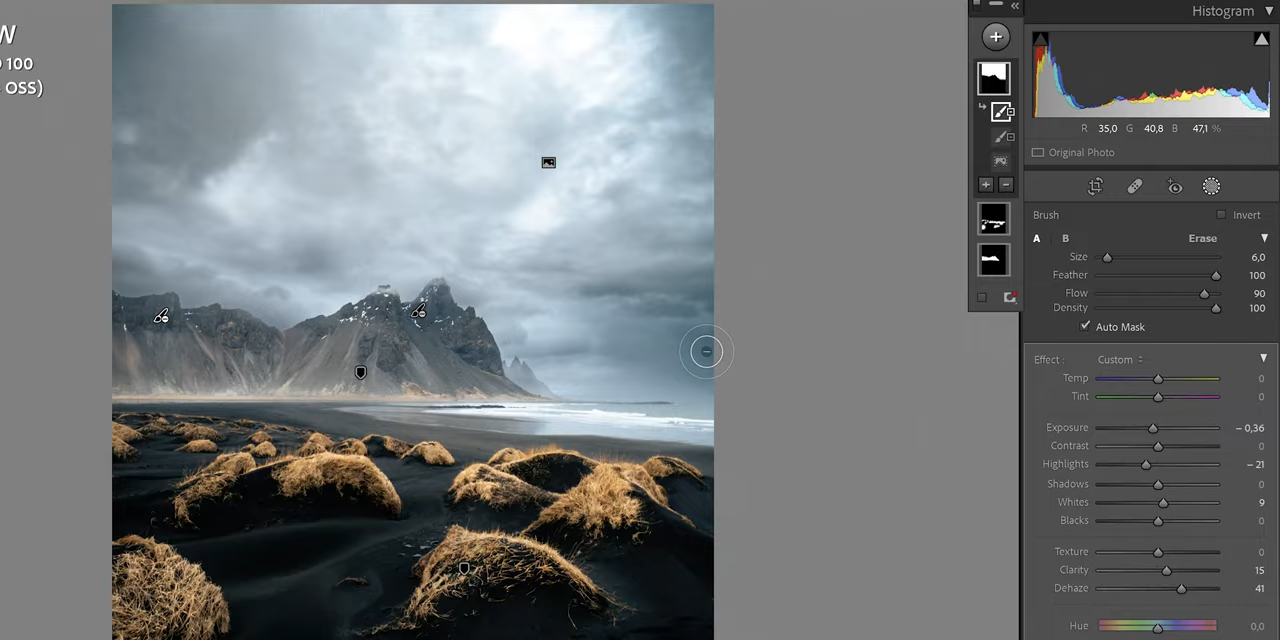 W
100
OSS)
«
Histogram
R 35,0 G 40,8 B 47,1 %
Original Photo
Brush Invert
A B Erase
Size 6,0
Feather 100
Flow 90
Density 100
Auto Mask
Effect : Custom
Temp 0
Tint 0
Exposure – 0,36
Contrast 0
Highlights – 21
Shadows 0
Whites 9
Blacks 0
Texture 0
Clarity 15
Dehaze 41
Hue 0,0